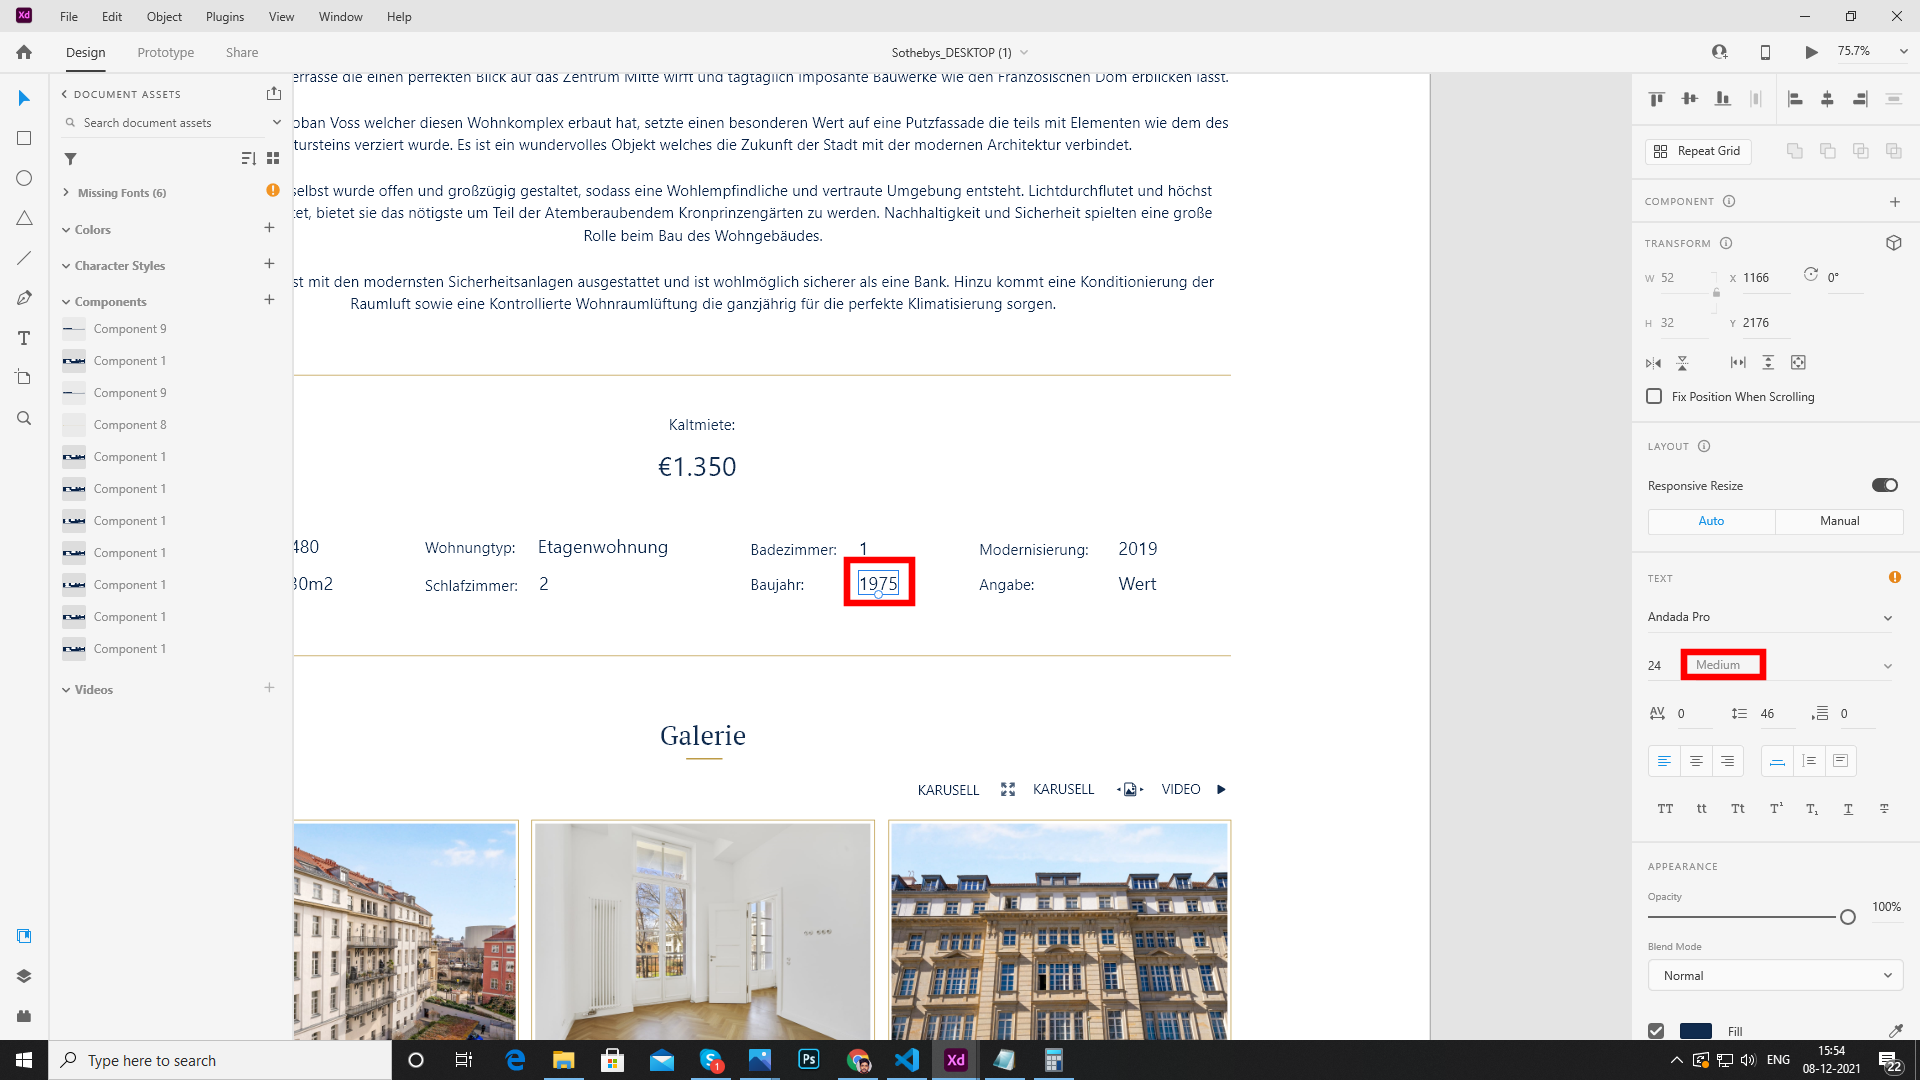 Xd File Edit Object Plugins View Window Help
Design Prototype Share Sothebys_DESKTOP (1) 75.7%
DOCUMENT ASSETS
Search document assets
Missing Fonts (6)
Colors
Character Styles
Components
Component 9
Component 1
Component 9
Component 8
Component 1
Component 1
Component 1
Component 1
Component 1
Component 1
Component 1
Videos
errasse die einen perfekten Blick auf das Zentrum Mitte wirft und tagtäglich imposante Bauwerke wie den Französischen Dom erblicken lässt.
oban Voss welcher diesen Wohnkomplex erbaut hat, setzte einen besonderen Wert auf eine Putzfassade die teils mit Elementen wie dem des
tursteins verziert wurde. Es ist ein wundervolles Objekt welches die Zukunft der Stadt mit der modernen Architektur verbindet.
selbst wurde offen und großzügig gestaltet, sodass eine Wohlempfindliche und vertraute Umgebung entsteht. Lichtdurchflutet und höchst
tet, bietet sie das nötigste um Teil der Atemberaubendem Kronprinzengärten zu werden. Nachhaltigkeit und Sicherheit spielten eine große
Rolle beim Bau des Wohngebäudes.
st mit den modernsten Sicherheitsanlagen ausgestattet und ist wohlmöglich sicherer als eine Bank. Hinzu kommt eine Konditionierung der
Raumluft sowie eine Kontrollierte Wohnraumlüftung die ganzjährig für die perfekte Klimatisierung sorgen.
Kaltmiete:
€1.350
480 Wohnungtyp: Etagenwohnung Badezimmer: 1 Modernisierung: 2019
30m2 Schlafzimmer: 2 Baujahr: 1975 Angabe: Wert
Galerie
KARUSELL KARUSELL VIDEO
Repeat Grid
COMPONENT
TRANSFORM
W 52 X 1166 0°
H 32 Y 2176
Fix Position When Scrolling
LAYOUT
Responsive Resize
Auto Manual
TEXT
Andada Pro
24 Medium
AV 0 46 0
TT tt Tt T¹ T₁ T T
APPEARANCE
Opacity
100%
Blend Mode
Normal
Fill
Type here to search Ps Xd ENG 15:54
08-12-2021
1
22